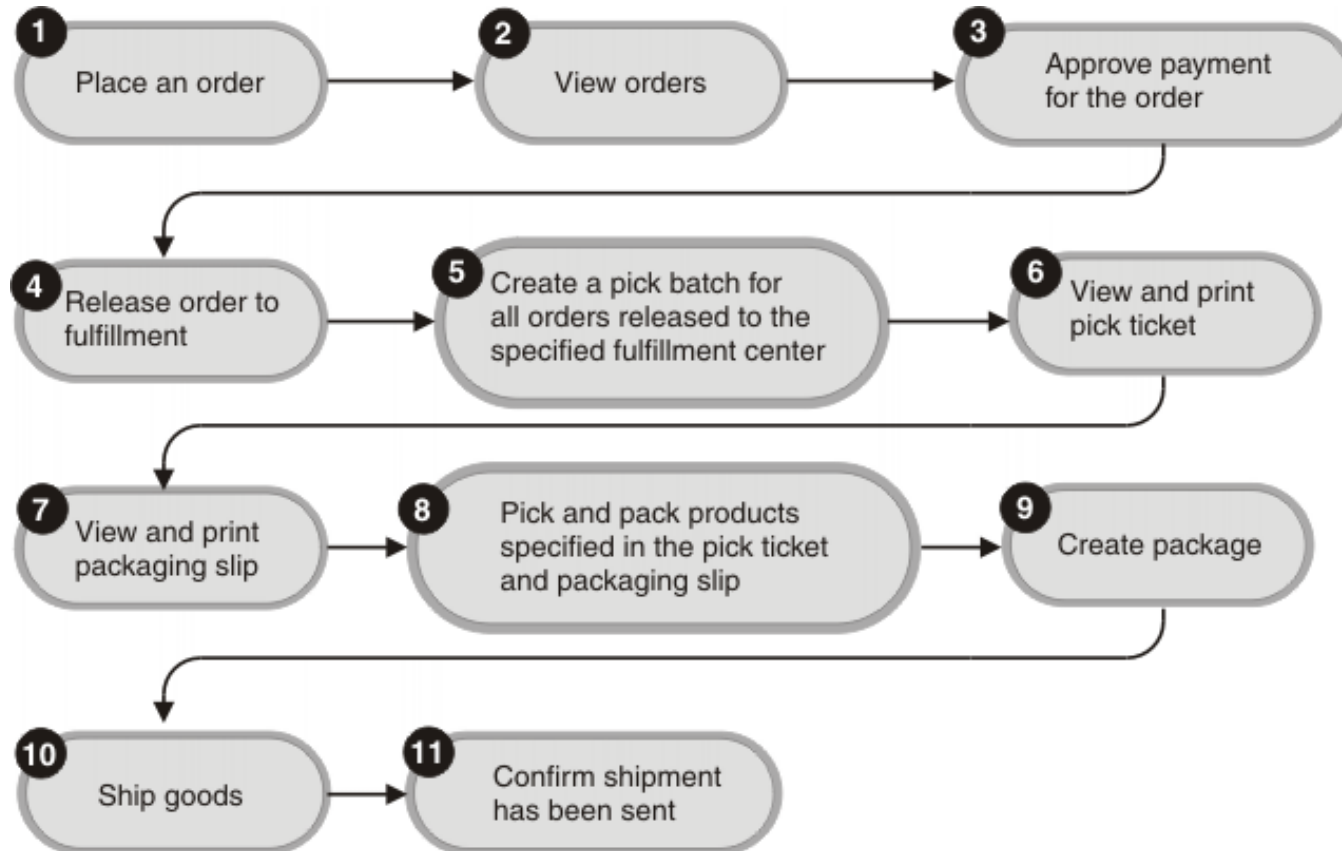 1
Place an order
2
View orders
3
Approve payment
for the order
4
Release order to
fulfillment
5
Create a pick batch for
all orders released to the
specified fulfillment center
6
View and print
pick ticket
7
View and print
packaging slip
8
Pick and pack products
specified in the pick ticket
and packaging slip
9
Create package
10
Ship goods
11
Confirm shipment
has been sent